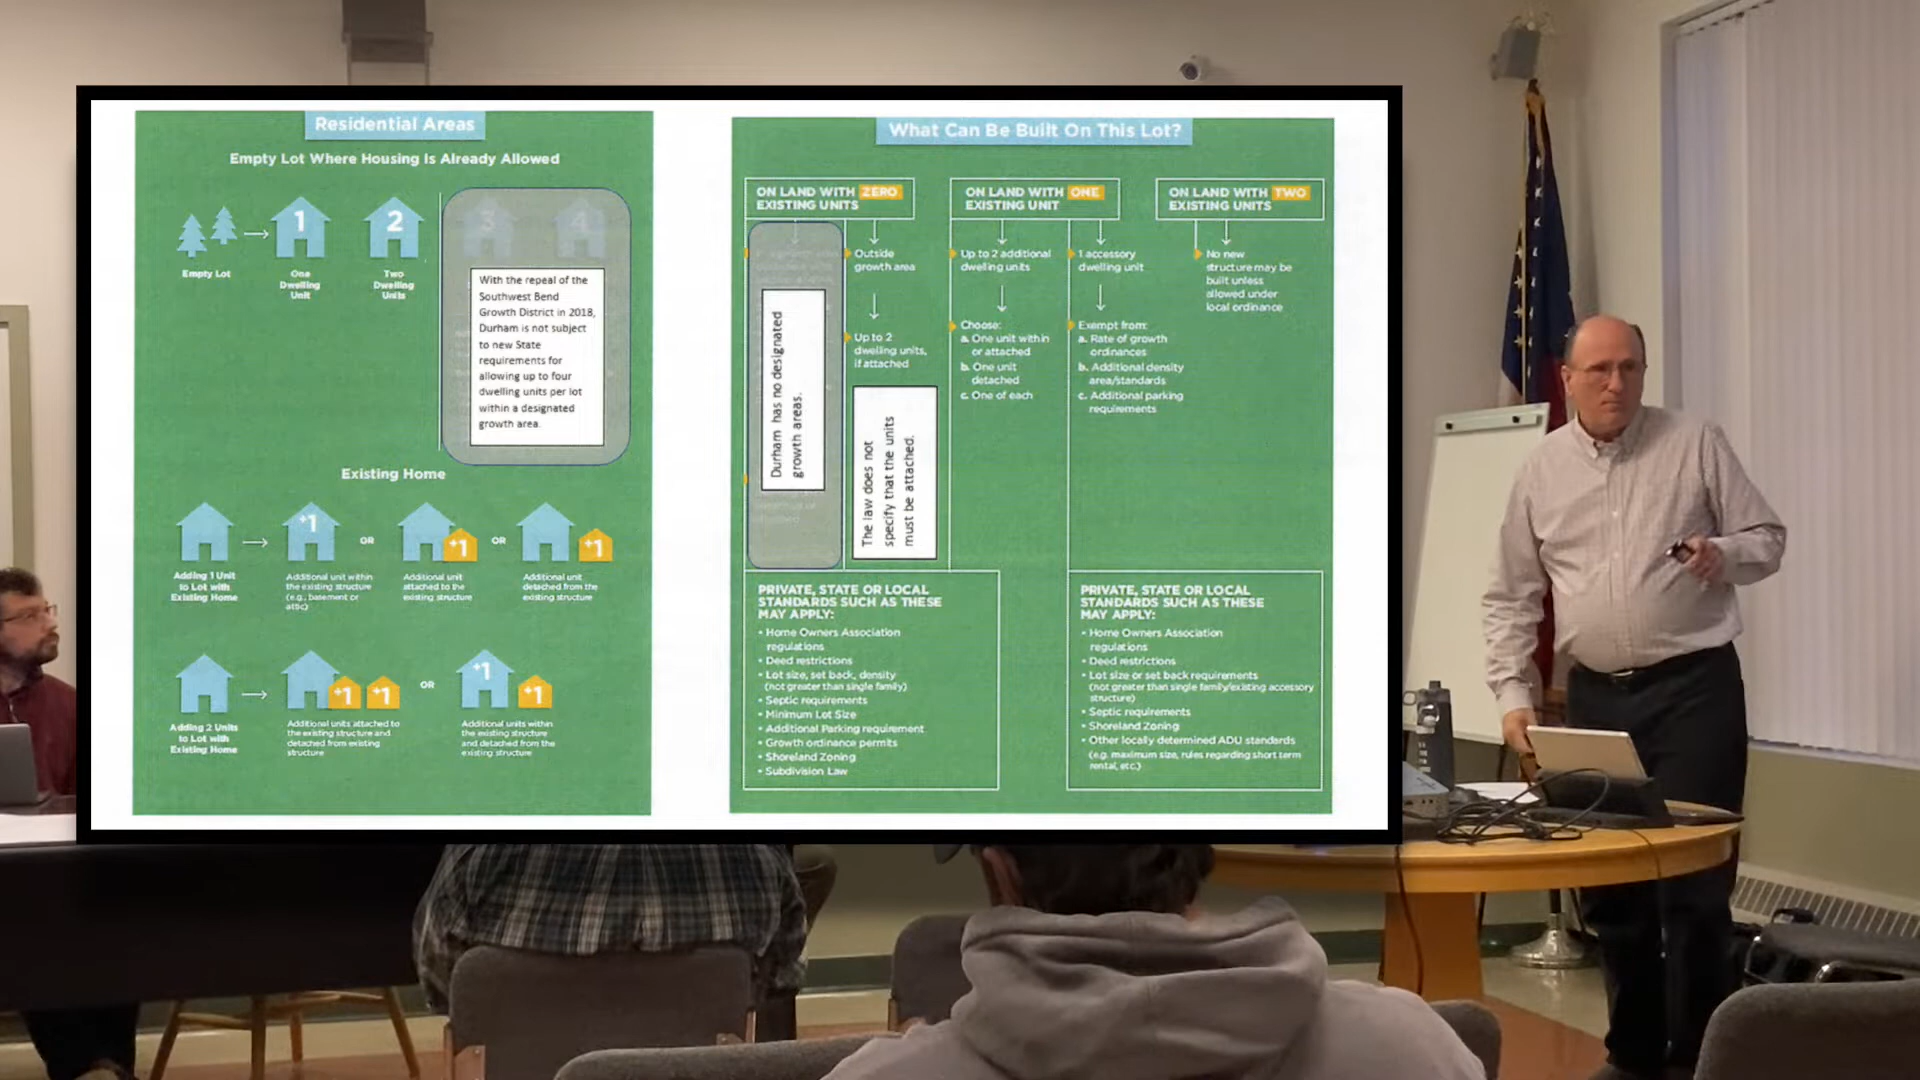 Residential Areas
Empty Lot Where Housing Is Already Allowed
1
2
3
4
Empty Lot
One
Dwelling
Unit
Two
Dwelling
Units
With the repeal of the
Southwest Bend
Growth District in 2018,
Durham is not subject
to new State
requirements for
allowing up to four
dwelling units per lot
within a designated
growth area.
Existing Home
+1
OR
+1
OR
+1
Adding 1 Unit
to Lot with
Existing Home
Additional unit within
the existing structure
(e.g., basement or
attic)
Additional unit
attached to the
existing structure
Additional unit
detached from the
existing structure
+1
+1
OR
+1
+1
Adding 2 Units
to Lot with
Existing Home
Additional units attached to
the existing structure and
detached from existing
structure
Additional units within
the existing structure
and detached from the
existing structure
What Can Be Built On This Lot?
ON LAND WITH ZERO
EXISTING UNITS
Durham has no designated
growth areas.
Outside
growth area
Up to 2
dwelling units,
if attached
The law does not
specify that the units
must be attached.
ON LAND WITH ONE
EXISTING UNIT
Up to 2 additional
dwelling units
Choose:
a. One unit within
or attached
b. One unit
detached
c. One of each
1 accessory
dwelling unit
Exempt from:
a. Rate of growth
ordinances
b. Additional density
area/standards
c. Additional parking
requirements
ON LAND WITH TWO
EXISTING UNITS
No new
structure may be
built unless
allowed under
local ordinance
PRIVATE, STATE OR LOCAL
STANDARDS SUCH AS THESE
MAY APPLY:
• Home Owners Association
regulations
• Deed restrictions
• Lot size, set back, density
(not greater than single family)
• Septic requirements
• Minimum Lot Size
• Additional Parking requirement
• Growth ordinance permits
• Shoreland Zoning
• Subdivision Law
PRIVATE, STATE OR LOCAL
STANDARDS SUCH AS THESE
MAY APPLY:
• Home Owners Association
regulations
• Deed restrictions
• Lot size or set back requirements
(not greater than single family/existing accessory
structure)
• Septic requirements
• Shoreland Zoning
• Other locally determined ADU standards
(e.g. maximum size, rules regarding short term
rental, etc.)